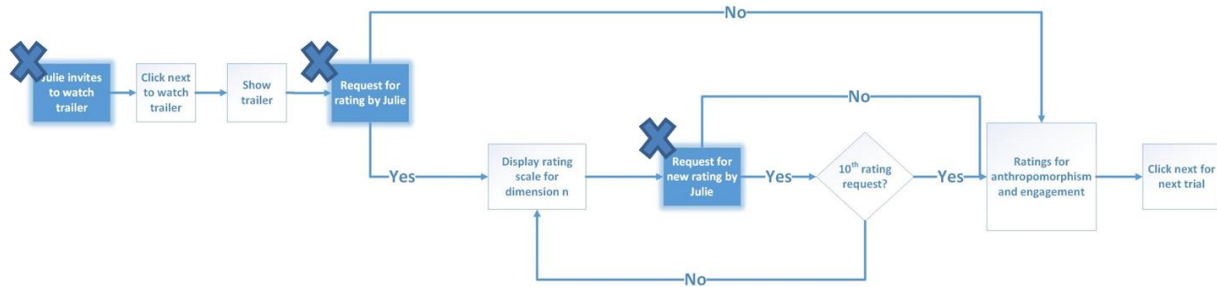 No
Julie invites
to watch
trailer
Click next
to watch
trailer
Show
trailer
Request for
rating by Julie
No
Yes
Display rating
scale for
dimension n
Request for
new rating by
Julie
Yes
10th rating
request?
Yes
Ratings for
anthropomorphism
and engagement
Click next for
next trial
No